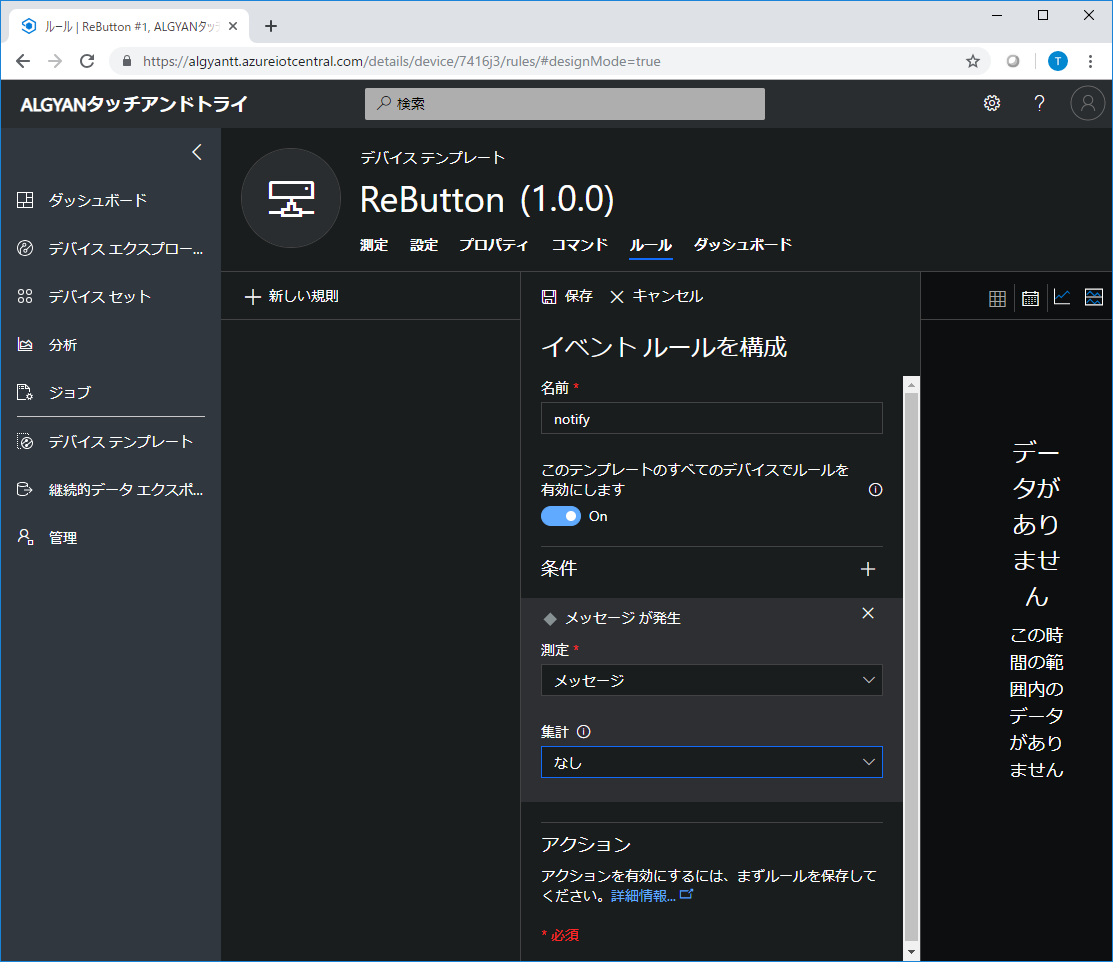 ルール | ReButton #1, ALGYANタッ
https://algyantt.azureiotcentral.com/details/device/7416j3/rules/#designMode=true
T
ALGYANタッチアンドトライ
検索
?
ダッシュボード
デバイス エクスプロー...
デバイス セット
分析
ジョブ
デバイス テンプレート
継続的データ エクスポ...
管理
デバイス テンプレート
ReButton (1.0.0)
測定 設定 プロパティ コマンド ルール ダッシュボード
新しい規則
保存 キャンセル
イベント ルールを構成
名前 *
notify
このテンプレートのすべてのデバイスでルールを
有効にします
On
条件
メッセージ が発生
測定 *
メッセージ
集計
なし
アクション
アクションを有効にするには、まずルールを保存して
ください。詳細情報...
* 必須
デー
タが
あり
ませ
ん
この時
間の範
囲内の
データ
があり
ません